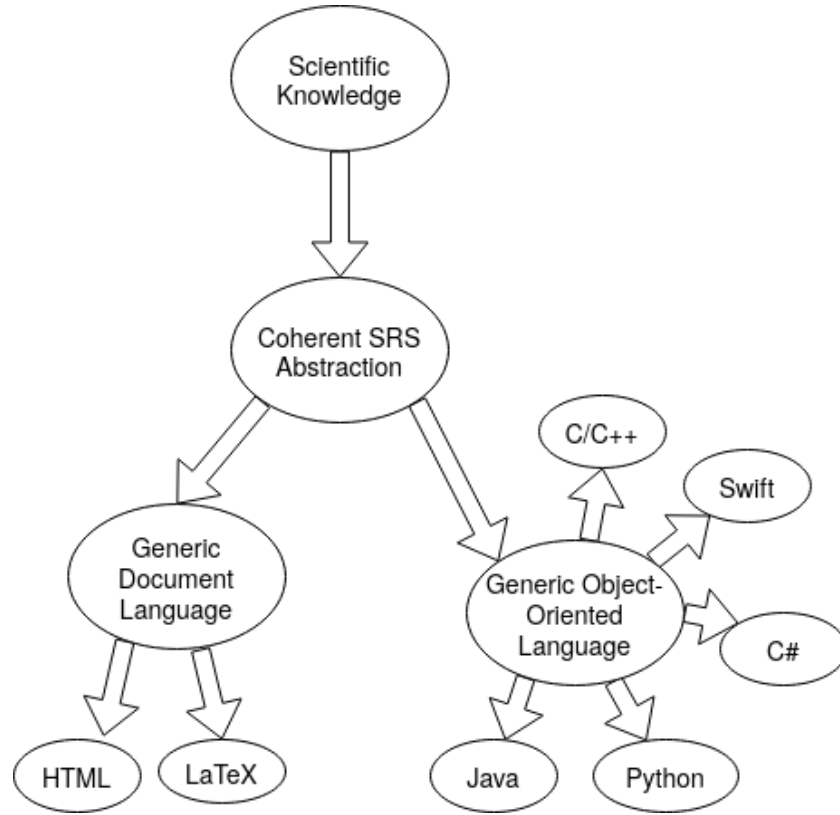 Scientific
Knowledge
Coherent SRS
Abstraction
C/C++
Swift
Generic
Document
Language
Generic Object-
Oriented
Language
C#
HTML
LaTeX
Java
Python